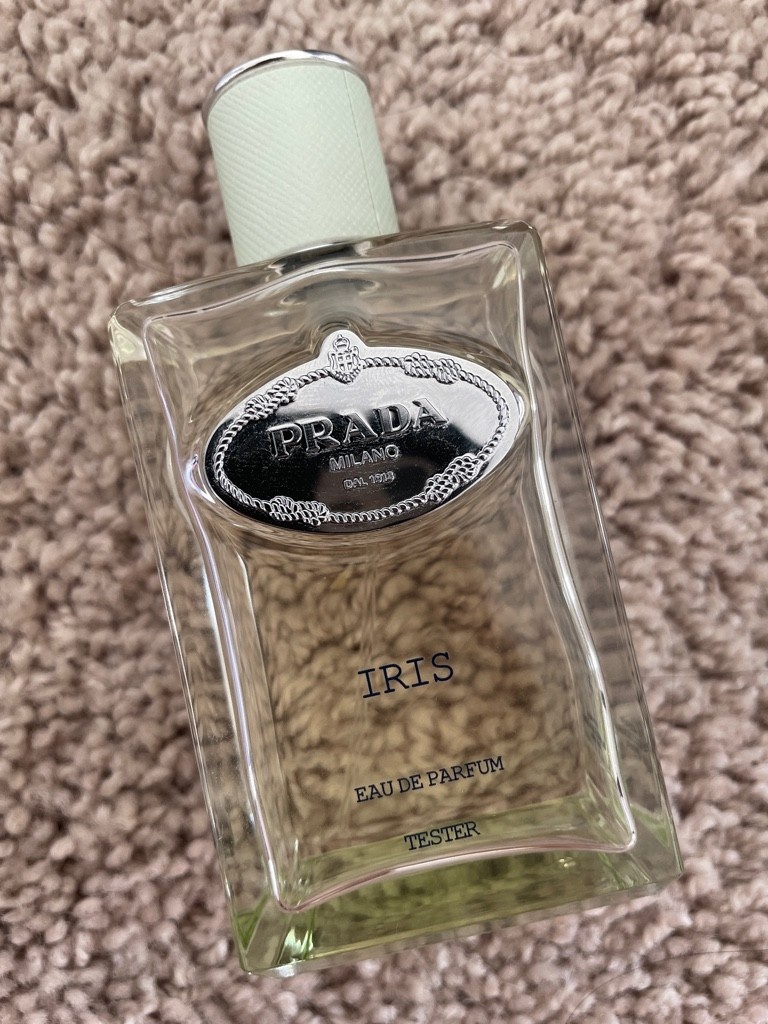 PRADA
MILANO
DAL 1913
IRIS
EAU DE PARFUM
TESTER